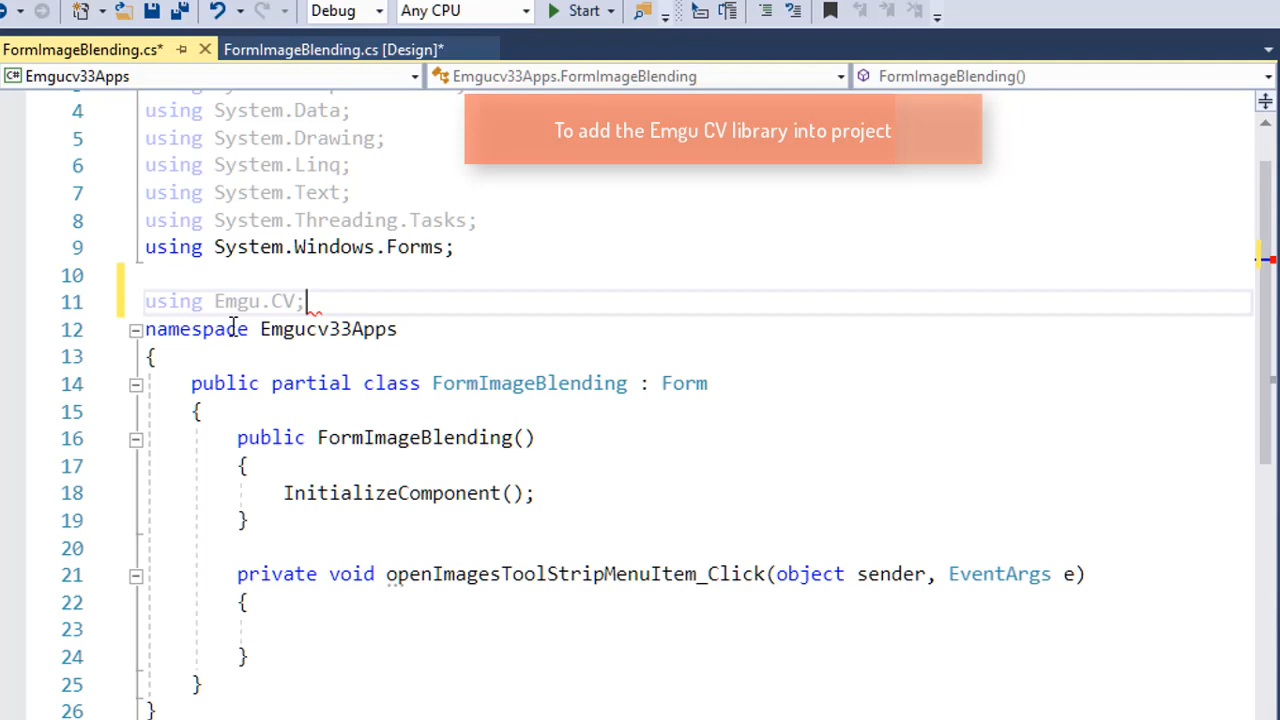 Debug Any CPU Start
FormImageBlending.cs* FormImageBlending.cs [Design]*
C# Emgucv33Apps Emgucv33Apps.FormImageBlending FormImageBlending()
To add the Emgu CV library into project
4 using System.Data;
5 using System.Drawing;
6 using System.Linq;
7 using System.Text;
8 using System.Threading.Tasks;
9 using System.Windows.Forms;
10
11 using Emgu.CV;
12 namespace Emgucv33Apps
13 {
14 public partial class FormImageBlending : Form
15 {
16 public FormImageBlending()
17 {
18 InitializeComponent();
19 }
20
21 private void openImagesToolStripMenuItem_Click(object sender, EventArgs e)
22 {
23
24 }
25 }
26 }